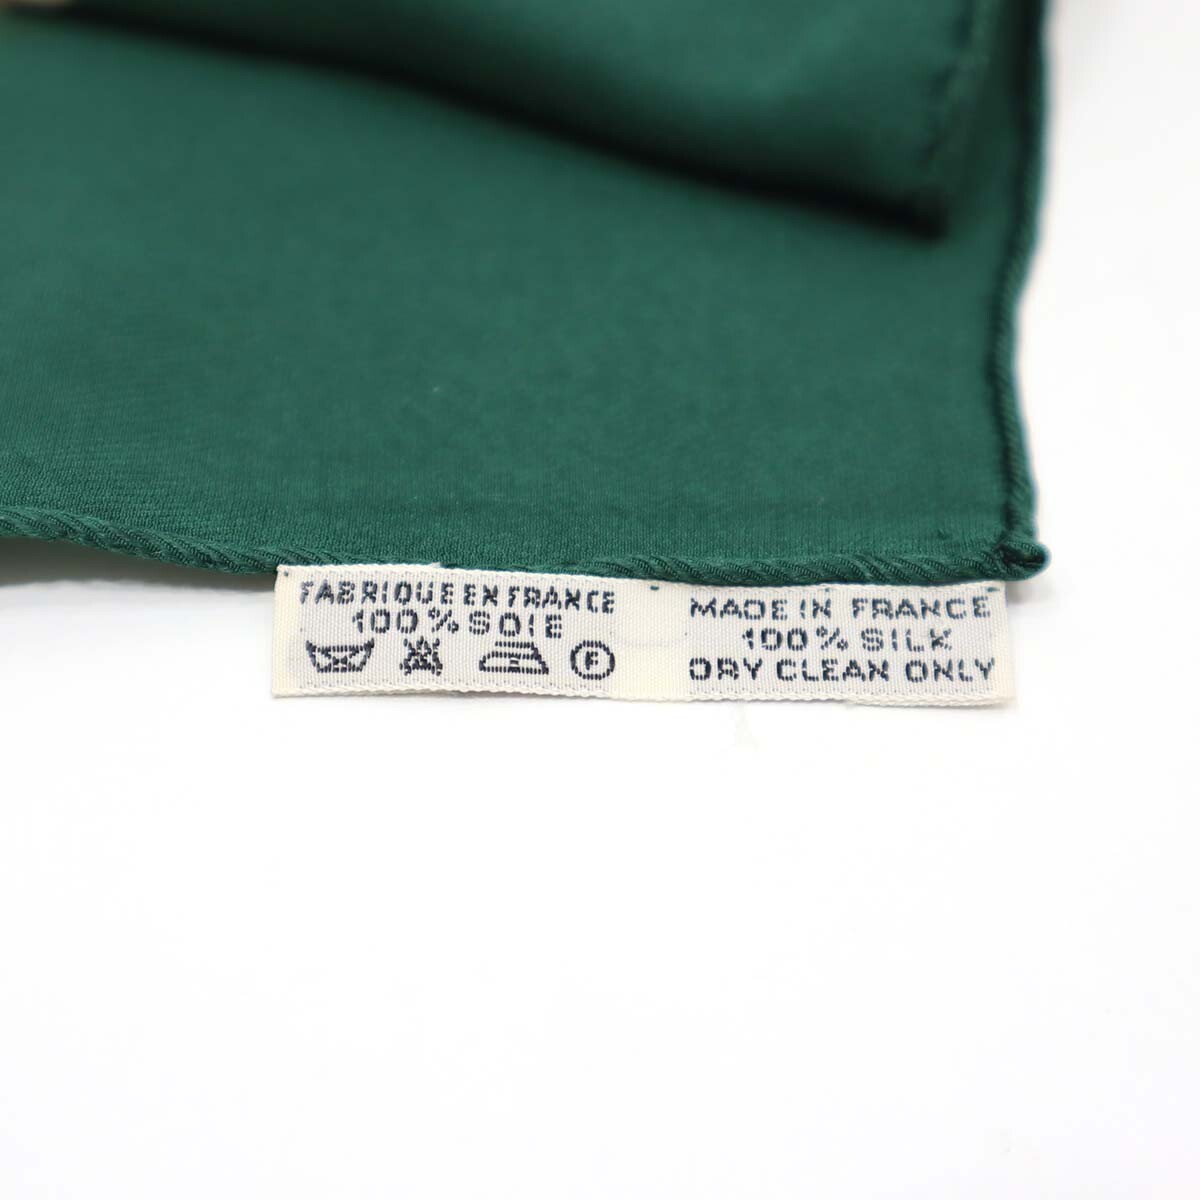 FABRIQUE EN FRANCE
100% SOIE
F
MADE IN FRANCE
100% SILK
DRY CLEAN ONLY